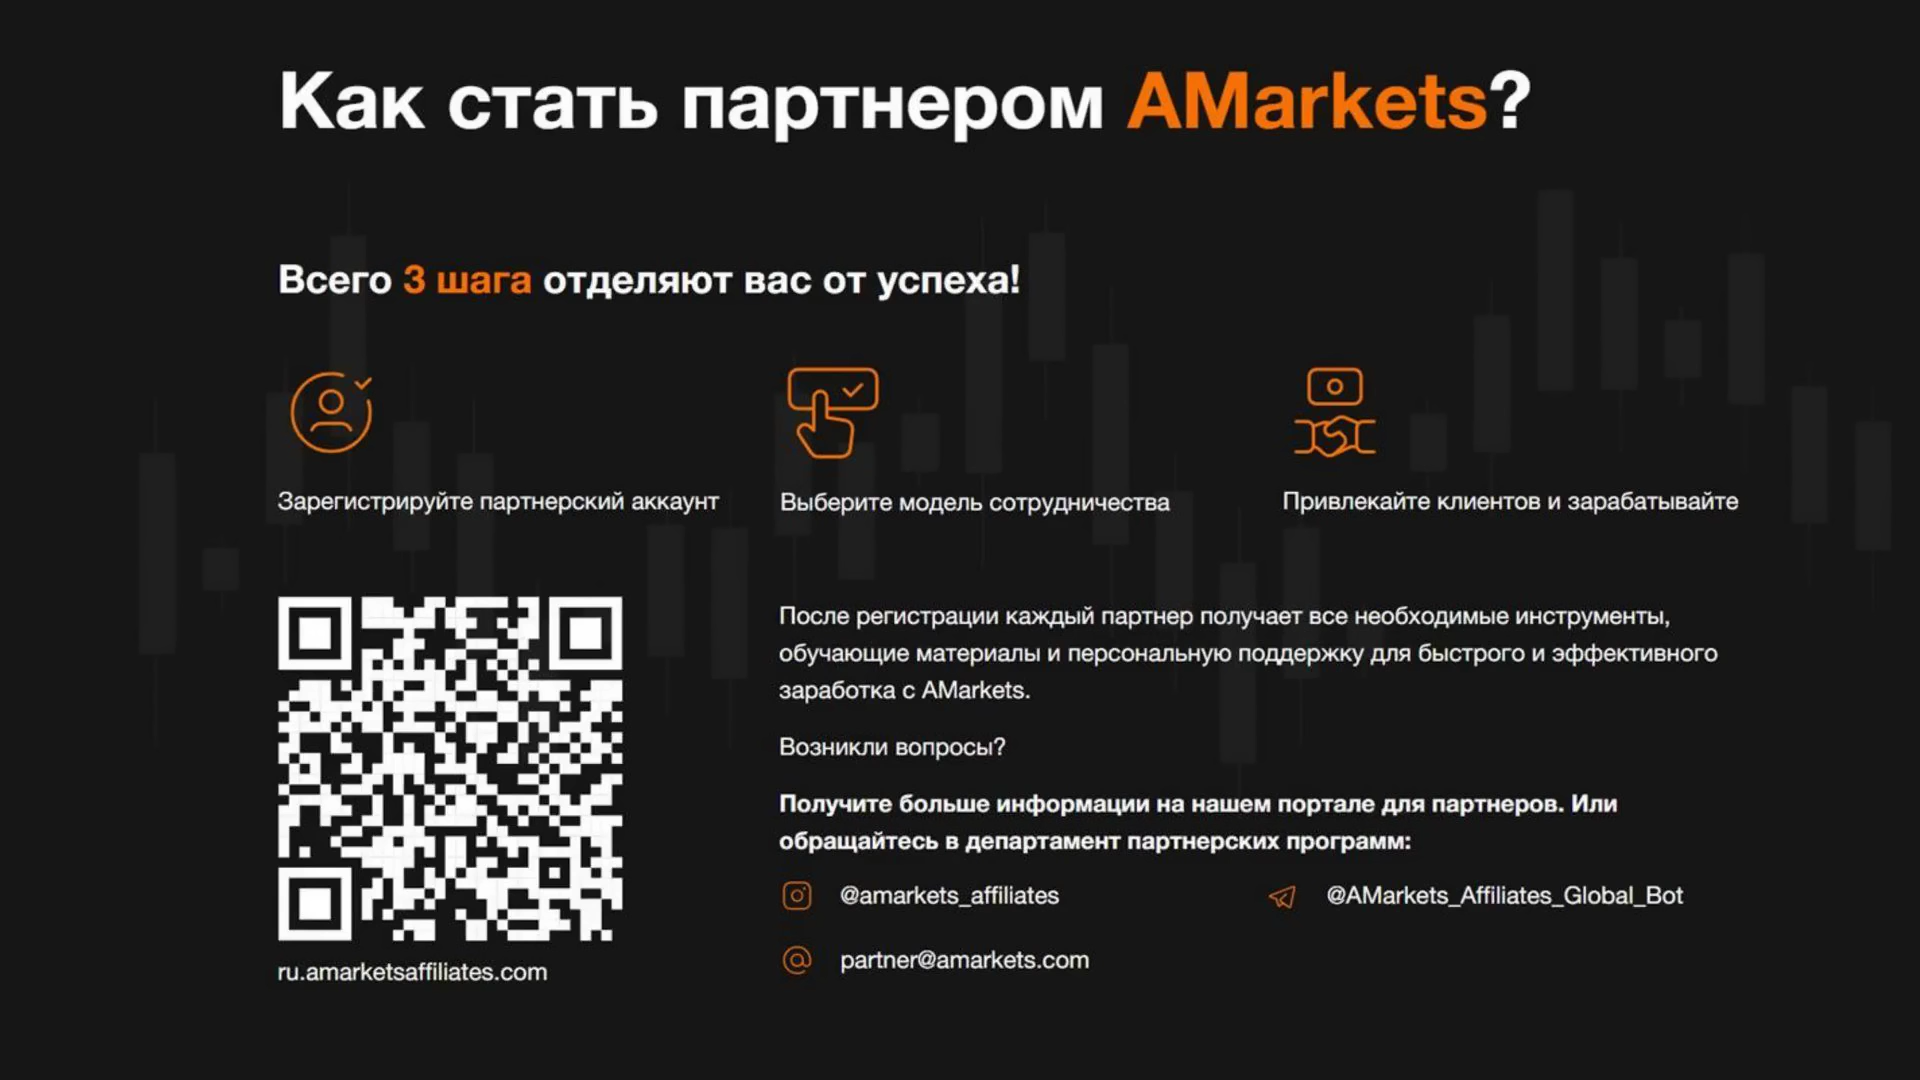 Как стать партнером AMarkets?
Всего 3 шага отделяют вас от успеха!
Зарегистрируйте партнерский аккаунт
Выберите модель сотрудничества
Привлекайте клиентов и зарабатывайте
После регистрации каждый партнер получает все необходимые инструменты,
обучающие материалы и персональную поддержку для быстрого и эффективного
заработка с AMarkets.
Возникли вопросы?
Получите больше информации на нашем портале для партнеров. Или
обращайтесь в департамент партнерских программ:
@amarkets_affiliates
@AMarkets_Affiliates_Global_Bot
partner@amarkets.com
ru.amarketsaffiliates.com